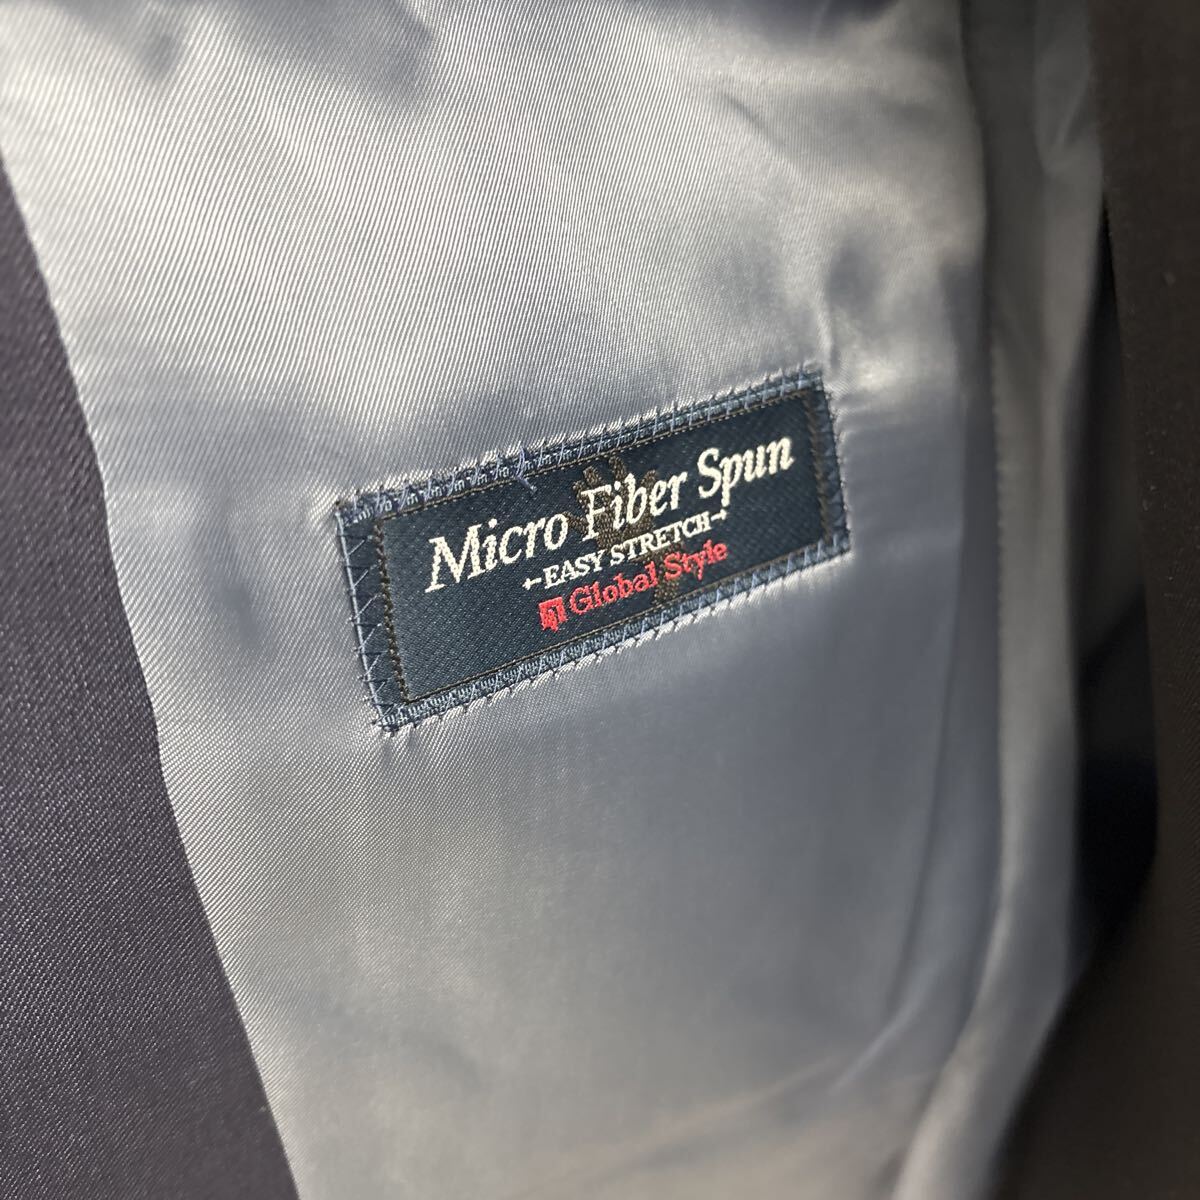 Micro Fiber Spun
←EASY STRETCH→
Global Style